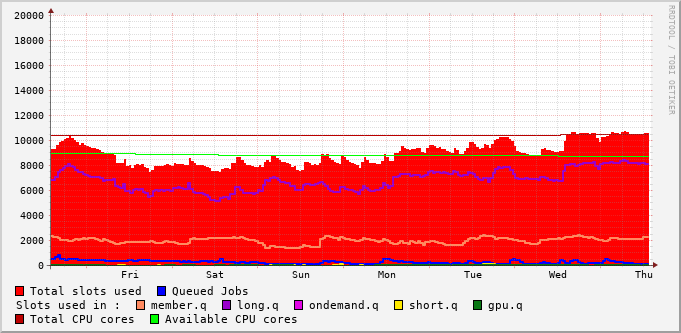 20000
18000
16000
14000
12000
10000
8000
6000
4000
2000
0
Fri Sat Sun Mon Tue Wed Thu
RRDTOOL / TOBI OETIKER
Total slots used Queued Jobs
Slots used in : member.q long.q ondemand.q short.q gpu.q
Total CPU cores Available CPU cores